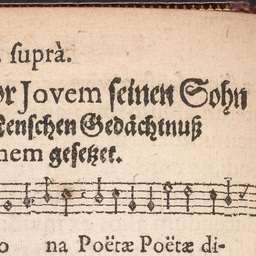 . suprà.
or Jovem seinen Sohn
Menschen Gedächtnuß
nem gesetzet.
o na Poëtæ Poëtæ di-